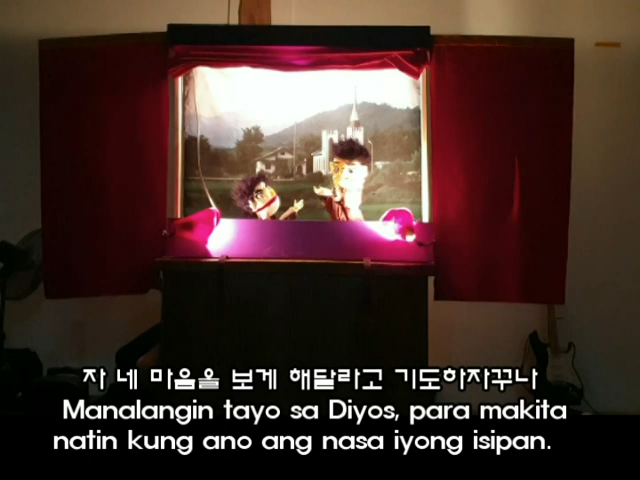 자 네 마음을 보게 해달라고 기도하자꾸나
Manalangin tayo sa Diyos, para makita
natin kung ano ang nasa iyong isipan.